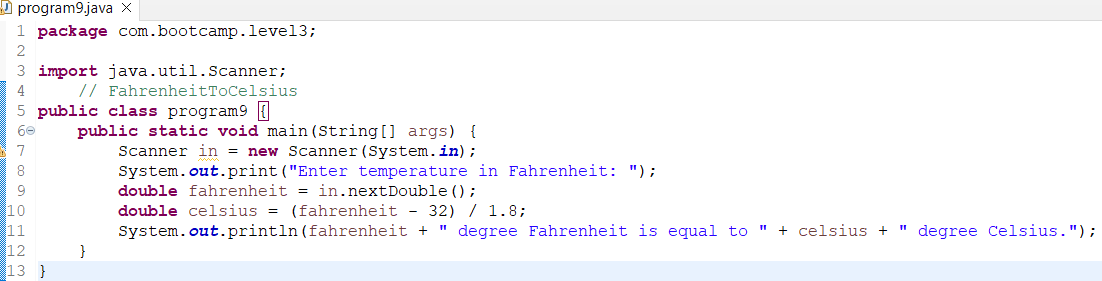 program9.java
1 package com.bootcamp.level3;
2
3 import java.util.Scanner;
4     // FahrenheitToCelsius
5 public class program9 {
6     public static void main(String[] args) {
7         Scanner in = new Scanner(System.in);
8         System.out.print("Enter temperature in Fahrenheit: ");
9         double fahrenheit = in.nextDouble();
10         double celsius = (fahrenheit - 32) / 1.8;
11         System.out.println(fahrenheit + " degree Fahrenheit is equal to " + celsius + " degree Celsius.");
12     }
13 }